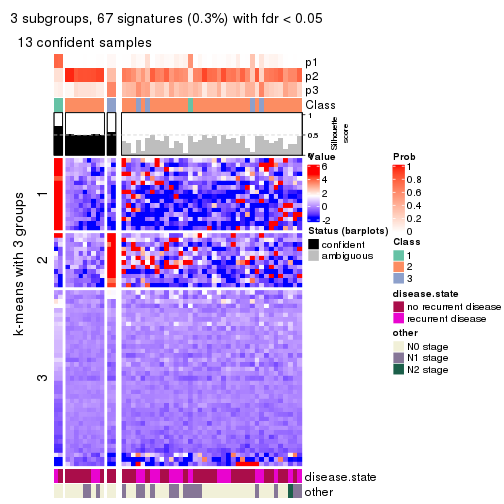 3 subgroups, 67 signatures (0.3%) with fdr < 0.05
13 confident samples
p1
p2
p3
Class
1
0.5
0
Silhouette
score
k-means with 3 groups
1
2
3
disease.state
other
Value
6
4
2
0
-2
Status (barplots)
confident
ambiguous
Prob
1
0.8
0.6
0.4
0.2
0
Class
1
2
3
disease.state
no recurrent disease
recurrent disease
other
N0 stage
N1 stage
N2 stage